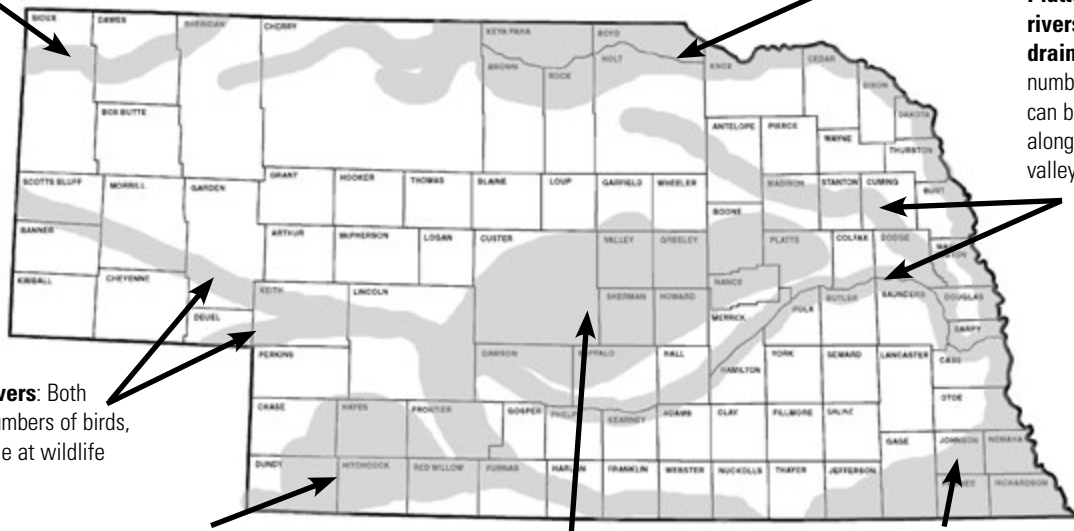 Platte
rivers
drain
numb
can b
along
valley
SIOUX
DAWES
SHERIDAN
CHERRY
KEYA PAHA
BOYD
BROWN
ROCK
HOLT
KNOX
CEDAR
DIXON
DAKOTA
BOX BUTTE
ANTELOPE
PIERCE
WAYNE
THURSTON
SCOTTS BLUFF
MORRILL
GARDEN
GRANT
HOOKER
THOMAS
BLAINE
LOUP
GARFIELD
WHEELER
MADISON
STANTON
CUMING
BURT
BOONE
BANNER
ARTHUR
McPHERSON
LOGAN
CUSTER
VALLEY
GREELEY
PLATTE
COLFAX
DODGE
KIMBALL
CHEYENNE
KEITH
LINCOLN
SHERMAN
HOWARD
NANCE
MERRICK
POLK
BUTLER
SAUNDERS
DOUGLAS
SARPY
DEUEL
PERKINS
DAWSON
BUFFALO
HALL
HAMILTON
YORK
SEWARD
LANCASTER
CASS
OTOE
vers: Both
umbers of birds,
e at wildlife
CHASE
HAYES
FRONTIER
GOSPER
PHELPS
KEARNEY
ADAMS
CLAY
FILLMORE
SALINE
GAGE
JOHNSON
NEMAHA
DUNDY
HITCHCOCK
RED WILLOW
FURNAS
HARLAN
FRANKLIN
WEBSTER
NUCKOLLS
THAYER
JEFFERSON
RICHARDSON